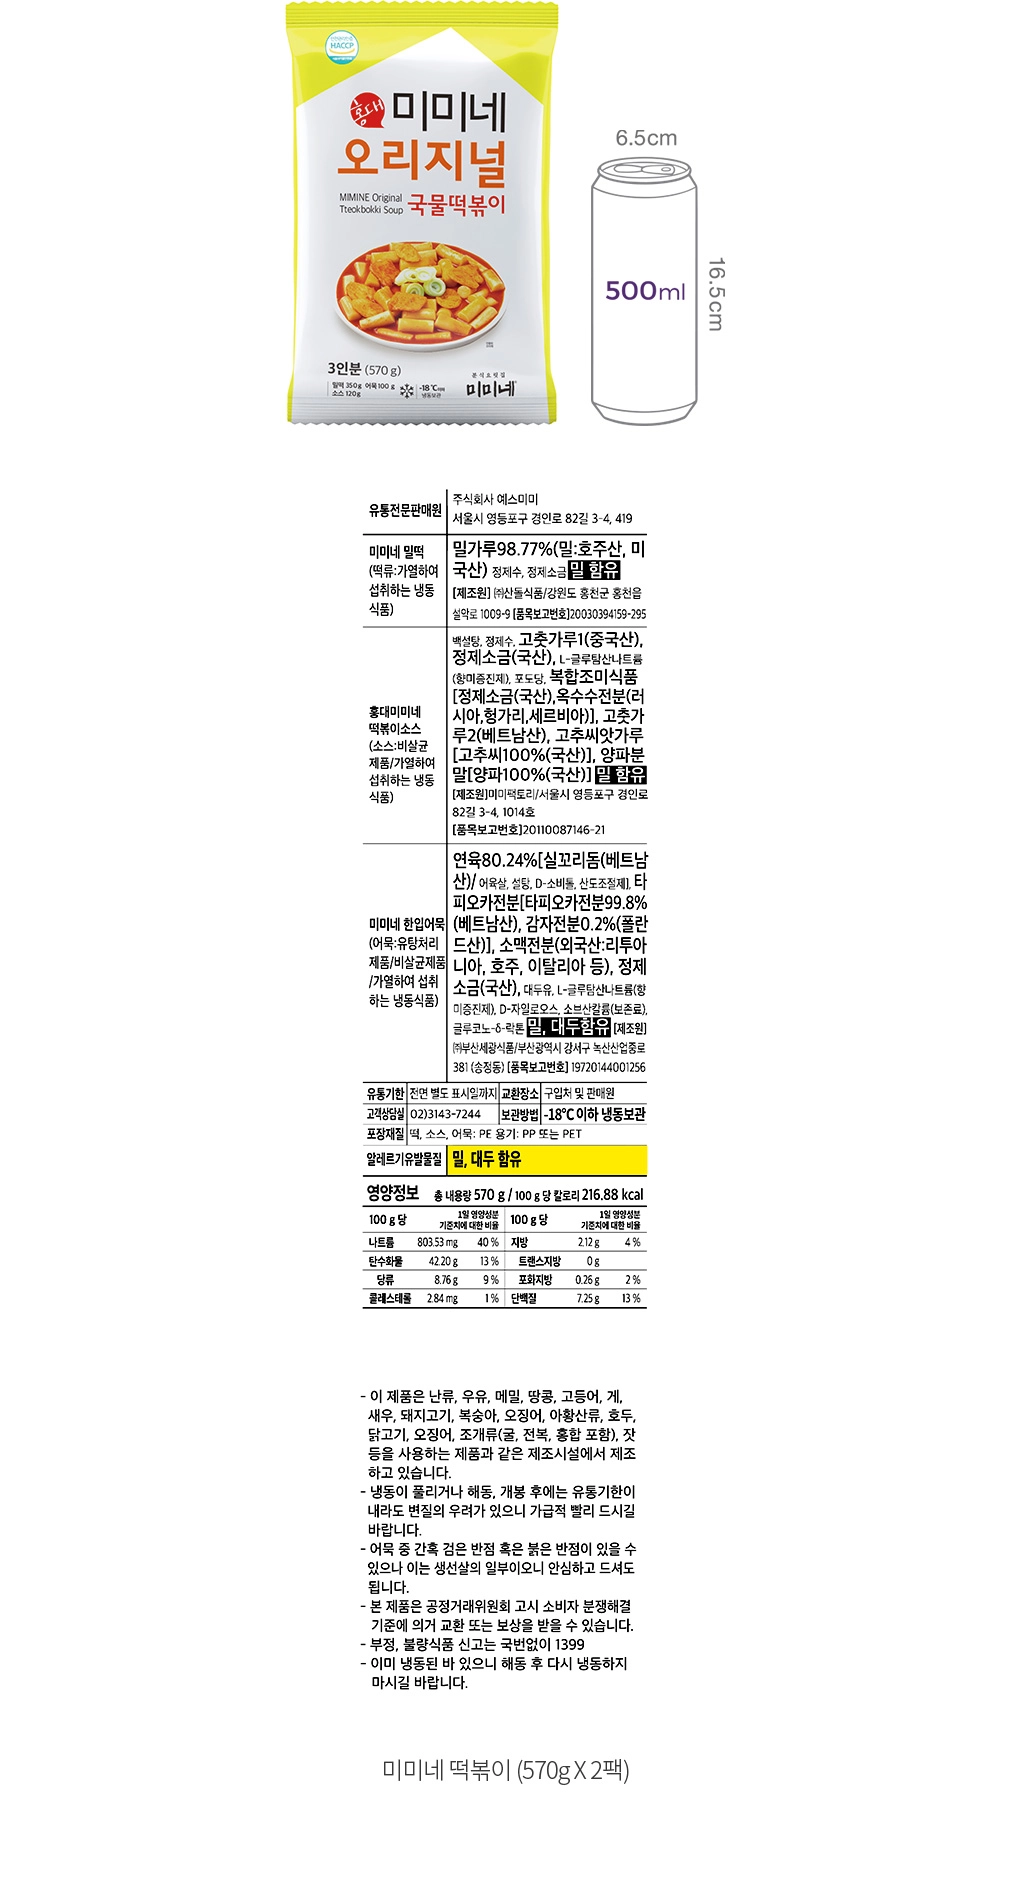 HACCP
홍대 미미네
오리지널
MIMINE Original
Tteokbokki Soup 국물떡볶이
3인분 (570 g)
밀떡 350g 어묵 100 g
소스 120g
-18℃이하
냉동보관
분식요릿집
미미네
6.5cm
500ml
16.5cm
유통전문판매원
주식회사 예스미미
서울시 영등포구 경인로 82길 3-4, 419
미미네 밀떡
(떡류:가열하여
섭취하는 냉동
식품)
밀가루98.77%(밀:호주산, 미
국산) 정제수, 정제소금 밀 함유
[제조원] ㈜산돌식품/강원도 홍천군 홍천읍
설악로 1009-9 [품목보고번호]20030394159-295
홍대미미네
떡볶이소스
(소스:비살균
제품/가열하여
섭취하는 냉동
식품)
백설탕, 정제수, 고춧가루1(중국산),
정제소금(국산), L-글루탐산나트륨
(향미증진제), 포도당, 복합조미식품
[정제소금(국산),옥수수전분(러
시아,헝가리,세르비아)], 고춧가
루2(베트남산), 고추씨앗가루
[고추씨100%(국산)], 양파분
말[양파100%(국산)] 밀 함유
[제조원]미미팩토리/서울시 영등포구 경인로
82길 3-4, 1014호
[품목보고번호]20110087146-21
미미네 한입어묵
(어묵:유탕처리
제품/비살균제품
/가열하여 섭취
하는 냉동식품)
연육80.24%[실꼬리돔(베트남
산)/ 어육살, 설탕, D-소비톨, 산도조절제], 타
피오카전분[타피오카전분99.8%
(베트남산), 감자전분0.2%(폴란
드산)], 소맥전분(외국산:리투아
니아, 호주, 이탈리아 등), 정제
소금(국산), 대두유, L-글루탐산나트륨(향
미증진제), D-자일로오스, 소브산칼륨(보존료),
글루코노-δ-락톤 밀, 대두함유 [제조원]
㈜부산세광식품/부산광역시 강서구 녹산산업중로
381 (송정동) [품목보고번호] 19720144001256
유통기한 전면 별도 표시일까지 교환장소 구입처 및 판매원
고객상담실 02)3143-7244 보관방법 -18℃ 이하 냉동보관
포장재질 떡, 소스, 어묵: PE 용기: PP 또는 PET
알레르기유발물질 밀, 대두 함유
영양정보 총 내용량 570 g / 100 g 당 칼로리 216.88 kcal
100 g 당 1일 영양성분 기준치에 대한 비율 100 g 당 1일 영양성분 기준치에 대한 비율
나트륨 803.53 mg 40 % 지방 2.12 g 4 %
탄수화물 42.20 g 13 % 트랜스지방 0 g
당류 8.76 g 9 % 포화지방 0.26 g 2 %
콜레스테롤 2.84 mg 1 % 단백질 7.25 g 13 %
- 이 제품은 난류, 우유, 메밀, 땅콩, 고등어, 게,
새우, 돼지고기, 복숭아, 오징어, 아황산류, 호두,
닭고기, 오징어, 조개류(굴, 전복, 홍합 포함), 잣
등을 사용하는 제품과 같은 제조시설에서 제조
하고 있습니다.
- 냉동이 풀리거나 해동, 개봉 후에는 유통기한이
내라도 변질의 우려가 있으니 가급적 빨리 드시길
바랍니다.
- 어묵 중 간혹 검은 반점 혹은 붉은 반점이 있을 수
있으나 이는 생선살의 일부이오니 안심하고 드셔도
됩니다.
- 본 제품은 공정거래위원회 고시 소비자 분쟁해결
기준에 의거 교환 또는 보상을 받을 수 있습니다.
- 부정, 불량식품 신고는 국번없이 1399
- 이미 냉동된 바 있으니 해동 후 다시 냉동하지
마시길 바랍니다.
미미네 떡볶이 (570g X 2팩)